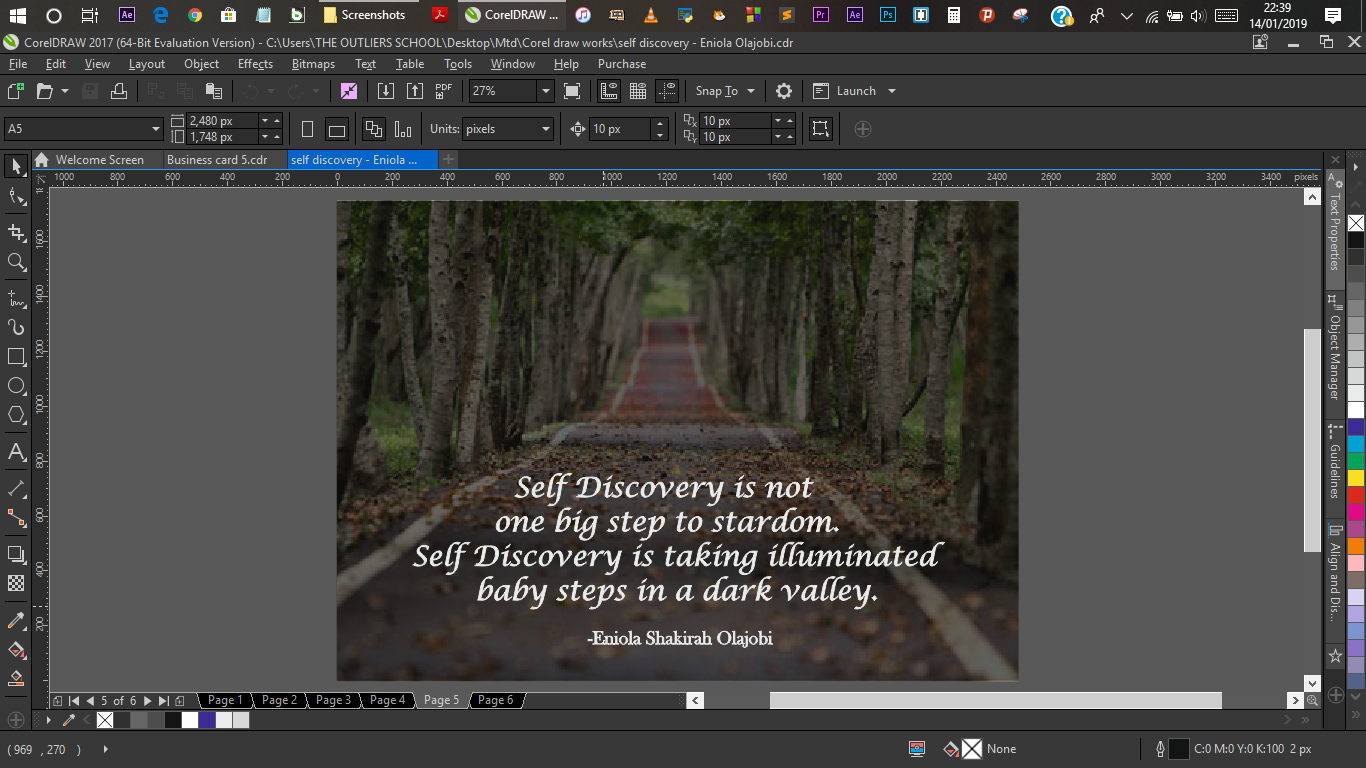 Screenshots
CorelDRAW ...
22:39
14/01/2019
CorelDRAW 2017 (64-Bit Evaluation Version) - C:\Users\THE OUTLIERS SCHOOL\Desktop\Mtd\Corel draw works\self discovery - Eniola Olajobi.cdr
File Edit View Layout Object Effects Bitmaps Text Table Tools Window Help Purchase
PDF 27% Snap To Launch
A5 2,480 px 1,748 px Units: pixels 10 px 10 px 10 px
Welcome Screen Business card 5.cdr self discovery - Eniola ...
1000 800 600 400 200 0 200 400 600 800 1000 1200 1400 1600 1800 2000 2200 2400 2600 2800 3000 3200 3400 pixels
1600
1400
1200
1000
800
600
400
200
Self Discovery is not
one big step to stardom.
Self Discovery is taking illuminated
baby steps in a dark valley.
-Eniola Shakirah Olajobi
Text Properties
Object Manager
Guidelines
Align and Dis...
5 of 6 Page 1 Page 2 Page 3 Page 4 Page 5 Page 6
( 969 , 270 ) None C:0 M:0 Y:0 K:100 2 px